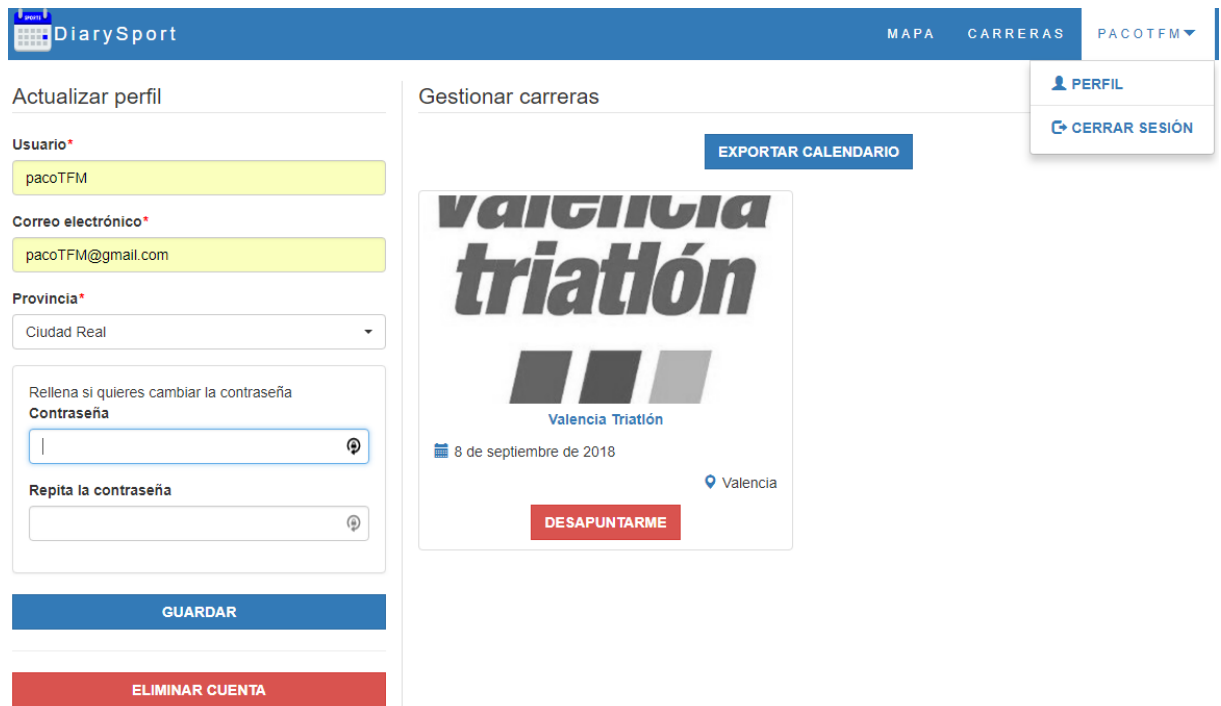 SPORTS
DiarySport
MAPA
CARRERAS
PACOTFM
PERFIL
CERRAR SESIÓN
Actualizar perfil
Usuario*
pacoTFM
Correo electrónico*
pacoTFM@gmail.com
Provincia*
Ciudad Real
Rellena si quieres cambiar la contraseña
Contraseña
Repita la contraseña
GUARDAR
ELIMINAR CUENTA
Gestionar carreras
EXPORTAR CALENDARIO
valencia
triatlón
Valencia Triatlón
8 de septiembre de 2018
Valencia
DESAPUNTARME